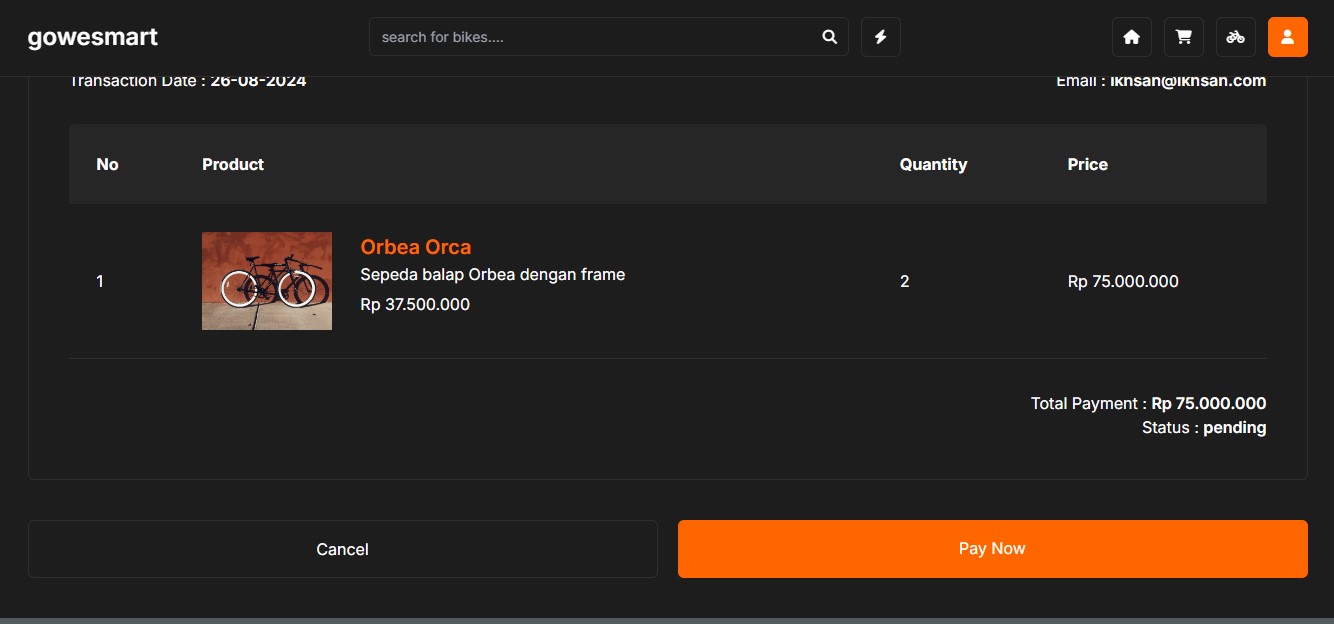 gowesmart
search for bikes....
Transaction Date : 26-08-2024
Email : ikhsan@ikhsan.com
No Product Quantity Price
1
Orbea Orca
Sepeda balap Orbea dengan frame
Rp 37.500.000
2
Rp 75.000.000
Total Payment : Rp 75.000.000
Status : pending
Cancel
Pay Now